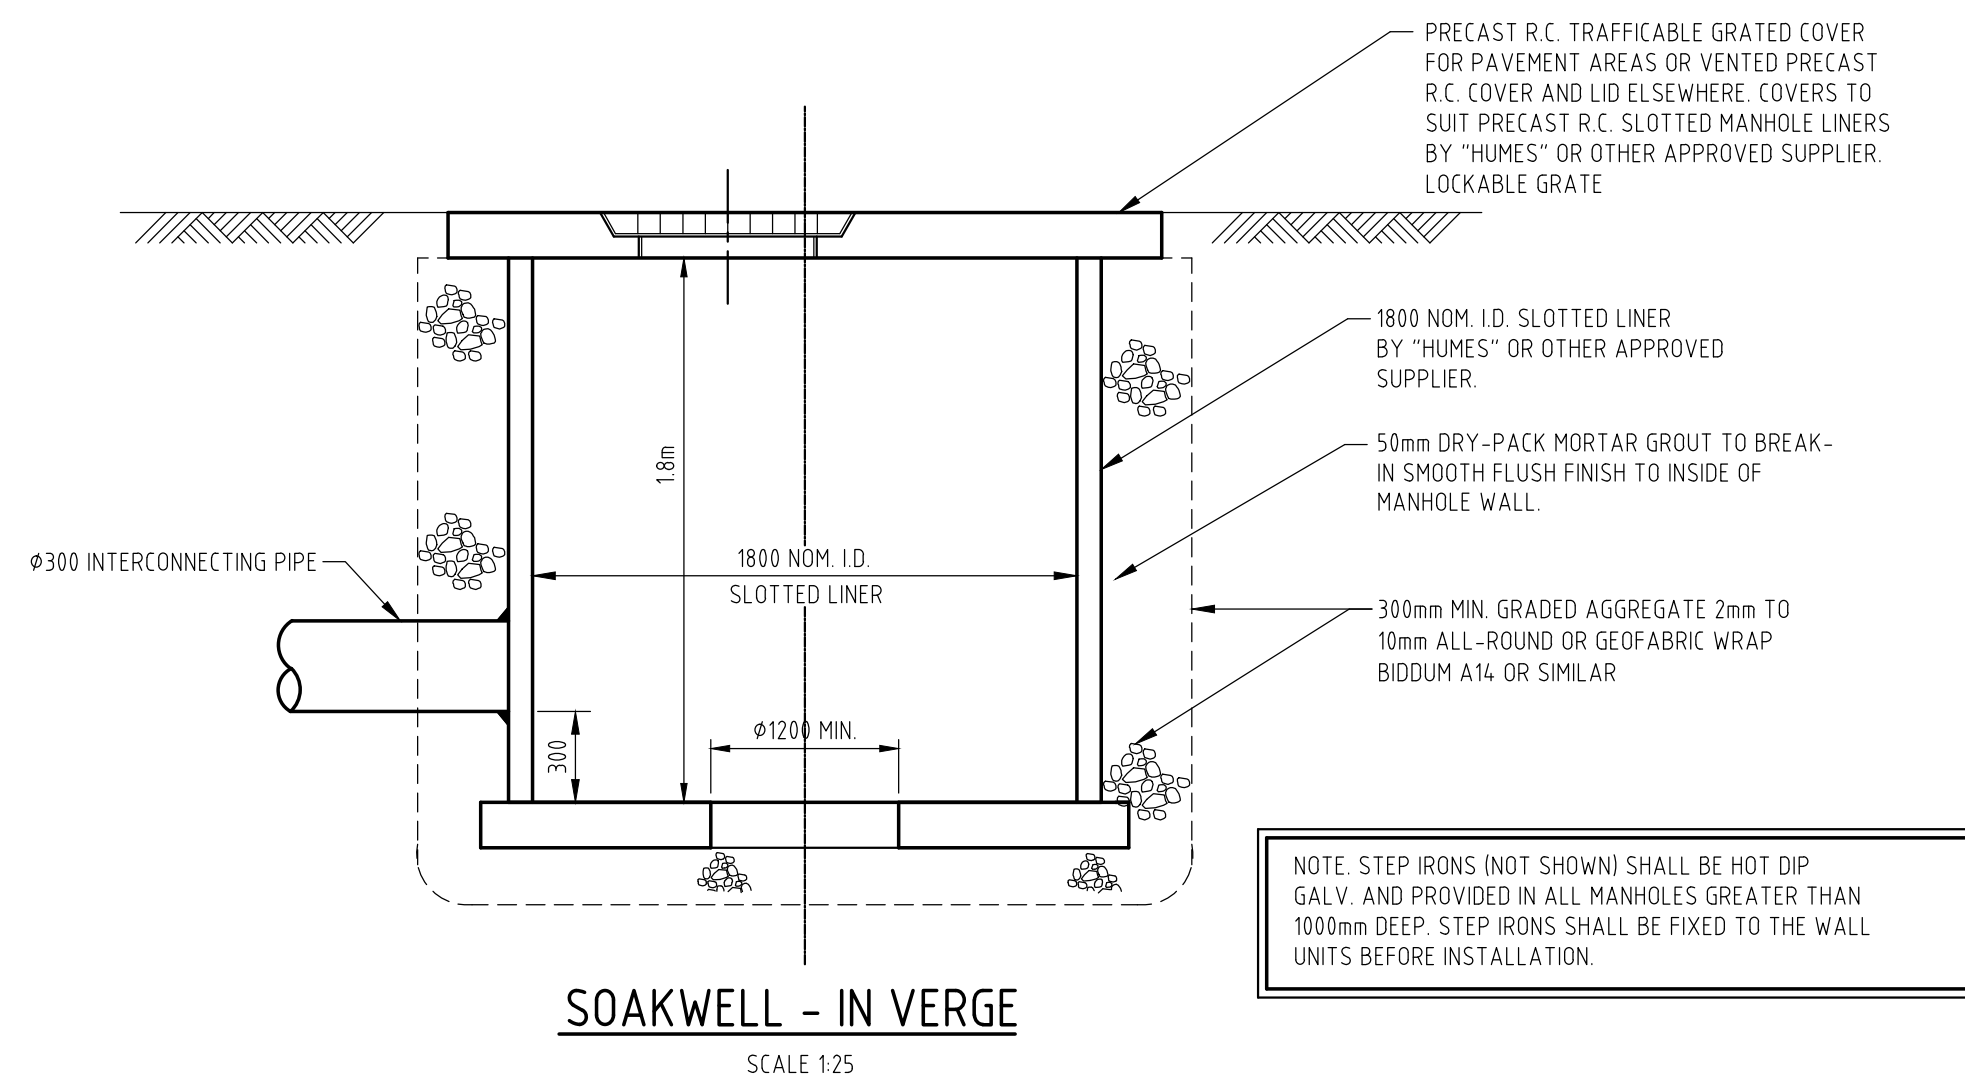 PRECAST R.C. TRAFFICABLE GRATED COVER
FOR PAVEMENT AREAS OR VENTED PRECAST
R.C. COVER AND LID ELSEWHERE. COVERS TO
SUIT PRECAST R.C. SLOTTED MANHOLE LINERS
BY "HUMES" OR OTHER APPROVED SUPPLIER.
LOCKABLE GRATE
1800 NOM. I.D. SLOTTED LINER
BY "HUMES" OR OTHER APPROVED
SUPPLIER.
50mm DRY-PACK MORTAR GROUT TO BREAK-
IN SMOOTH FLUSH FINISH TO INSIDE OF
MANHOLE WALL.
1.8m
Ø300 INTERCONNECTING PIPE
1800 NOM. I.D.
SLOTTED LINER
300mm MIN. GRADED AGGREGATE 2mm TO
10mm ALL-ROUND OR GEOFABRIC WRAP
BIDDUM A14 OR SIMILAR
Ø1200 MIN.
300
NOTE. STEP IRONS (NOT SHOWN) SHALL BE HOT DIP
GALV. AND PROVIDED IN ALL MANHOLES GREATER THAN
1000mm DEEP. STEP IRONS SHALL BE FIXED TO THE WALL
UNITS BEFORE INSTALLATION.
SOAKWELL - IN VERGE
SCALE 1:25